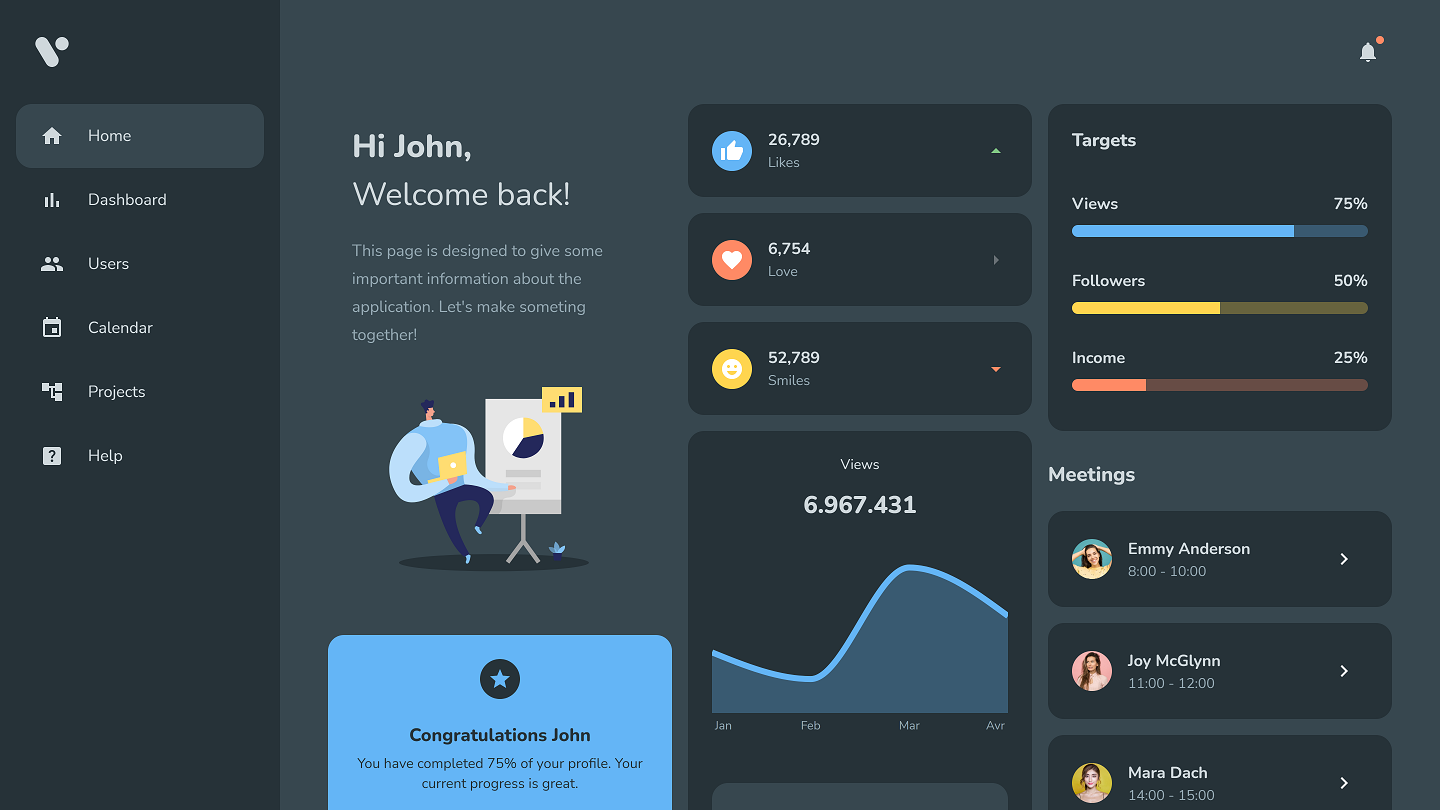 Home
Dashboard
Users
Calendar
Projects
Help
Hi John,
Welcome back!
This page is designed to give some
important information about the
application. Let's make someting
together!
Congratulations John
You have completed 75% of your profile. Your
current progress is great.
26,789
Likes
6,754
Love
52,789
Smiles
Views
6.967.431
Jan Feb Mar Avr
Targets
Views 75%
Followers 50%
Income 25%
Meetings
Emmy Anderson
8:00 - 10:00
Joy McGlynn
11:00 - 12:00
Mara Dach
14:00 - 15:00